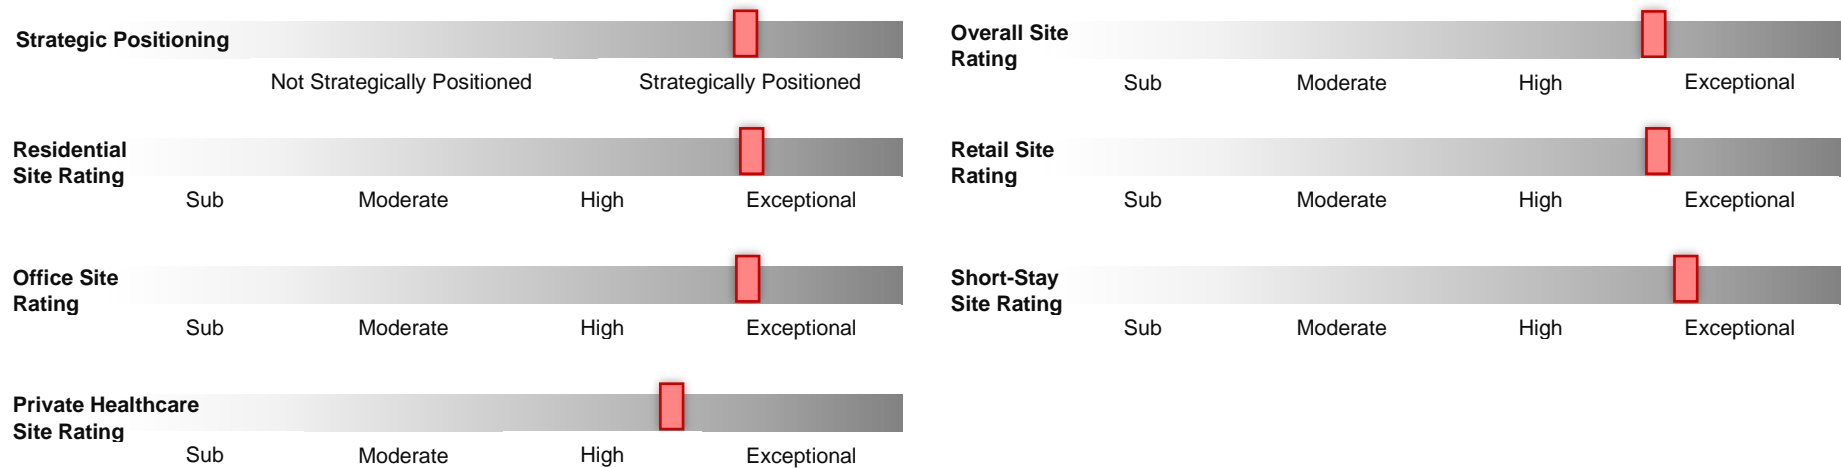 Strategic Positioning
Not Strategically Positioned Strategically Positioned
Overall Site
Rating
Sub Moderate High Exceptional
Residential
Site Rating
Sub Moderate High Exceptional
Retail Site
Rating
Sub Moderate High Exceptional
Office Site
Rating
Sub Moderate High Exceptional
Short-Stay
Site Rating
Sub Moderate High Exceptional
Private Healthcare
Site Rating
Sub Moderate High Exceptional